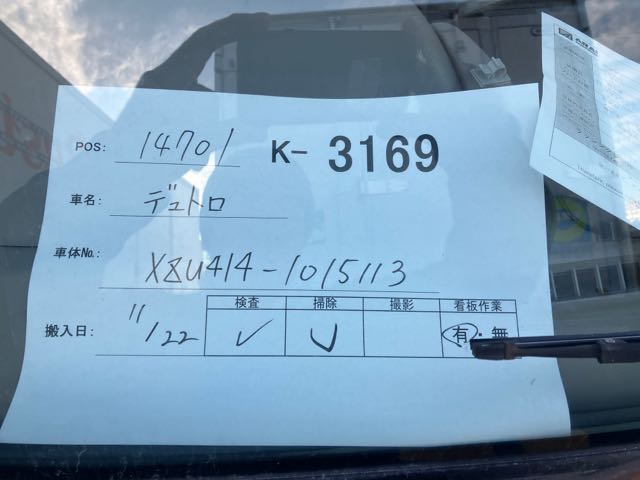 POS: 14701 K- 3169
車名: デュトロ
車体No.: XZU414-1015113
検査 掃除 撮影 看板作業
搬入日: 11/22 ✓ ✓ 有・無